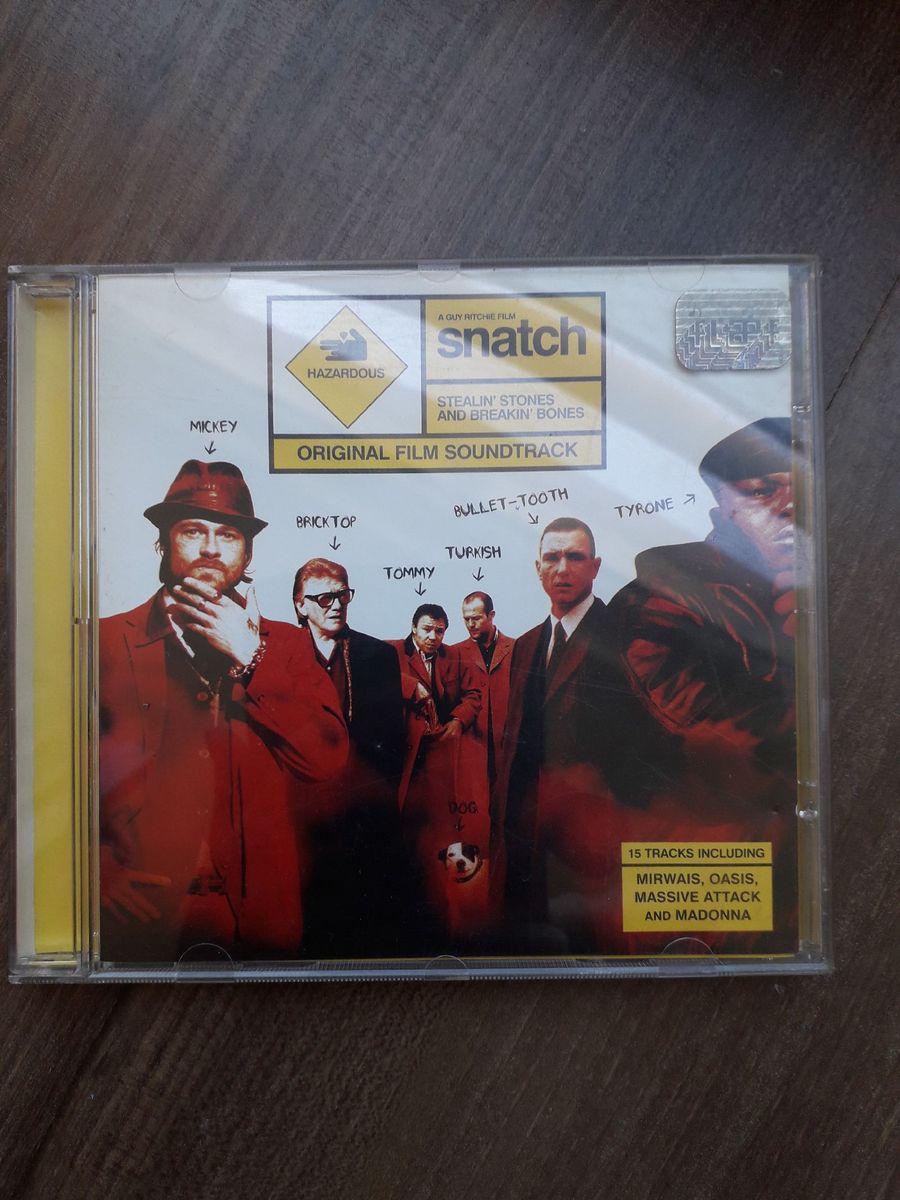 A GUY RITCHIE FILM
snatch
HAZARDOUS
STEALIN' STONES
AND BREAKIN' BONES
ORIGINAL FILM SOUNDTRACK
MICKEY
BRICKTOP
TOMMY
TURKISH
BULLET-TOOTH
TYRONE
DOG
15 TRACKS INCLUDING
MIRWAIS, OASIS,
MASSIVE ATTACK
AND MADONNA